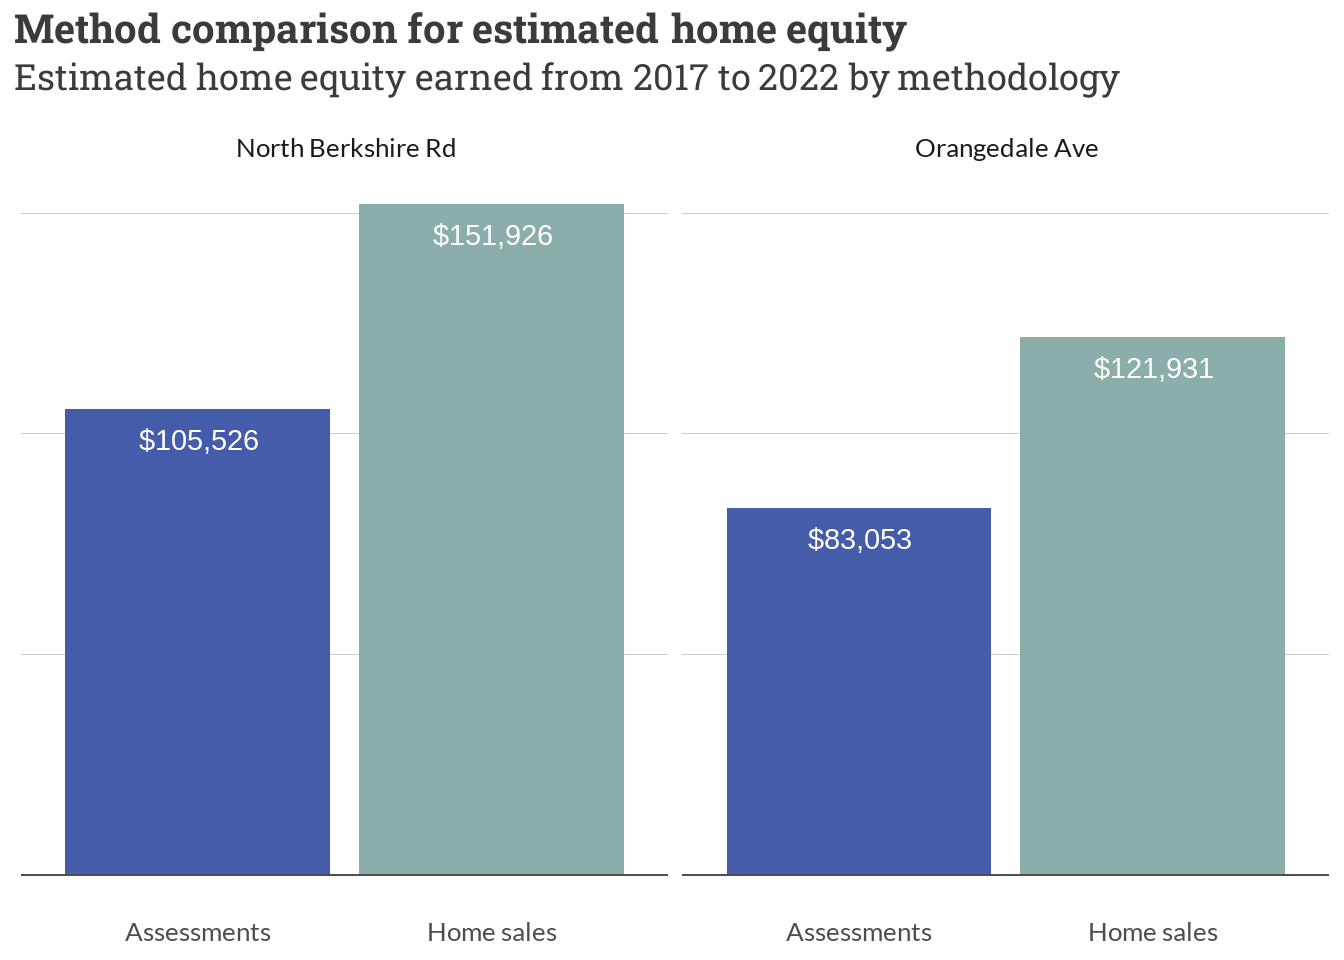 Method comparison for estimated home equity
Estimated home equity earned from 2017 to 2022 by methodology
North Berkshire Rd
Orangedale Ave
$151,926
$105,526
$121,931
$83,053
Assessments
Home sales
Assessments
Home sales